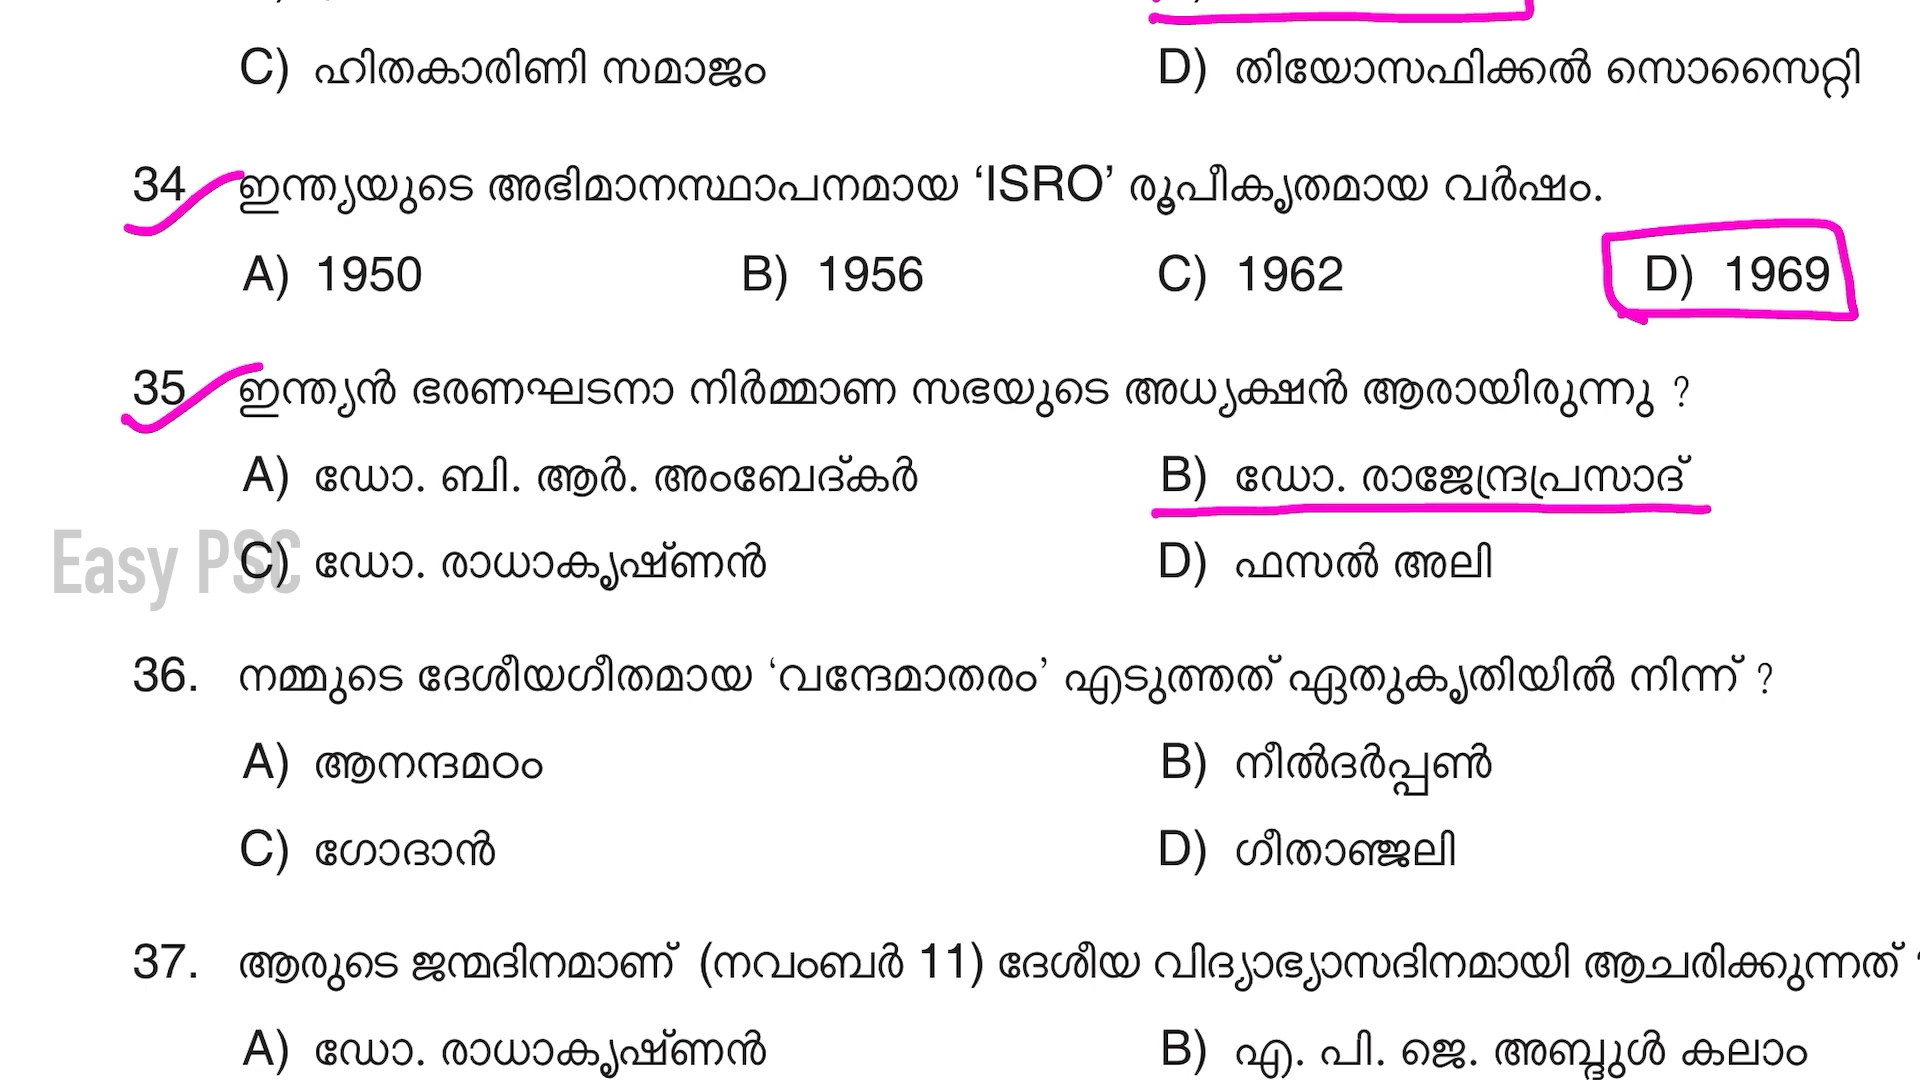 C) ഹിതകാരിണി സമാജം D) തിയോസഫിക്കൽ സൊസൈറ്റി
34 ഇന്ത്യയുടെ അഭിമാനസ്ഥാപനമായ ‘ISRO’ രൂപീകൃതമായ വർഷം.
A) 1950 B) 1956 C) 1962 D) 1969
35 ഇന്ത്യൻ ഭരണഘടനാ നിർമ്മാണ സഭയുടെ അധ്യക്ഷൻ ആരായിരുന്നു ?
A) ഡോ. ബി. ആർ. അംബേദ്കർ B) ഡോ. രാജേന്ദ്രപ്രസാദ്
Easy PSC
C) ഡോ. രാധാകൃഷ്ണൻ D) ഫസൽ അലി
36. നമ്മുടെ ദേശീയഗീതമായ ‘വന്ദേമാതരം’ എടുത്തത് ഏതുകൃതിയിൽ നിന്ന് ?
A) ആനന്ദമഠം B) നീൽദർപ്പൺ
C) ഗോദാൻ D) ഗീതാഞ്ജലി
37. ആരുടെ ജന്മദിനമാണ് (നവംബർ 11) ദേശീയ വിദ്യാഭ്യാസദിനമായി ആചരിക്കുന്നത്
A) ഡോ. രാധാകൃഷ്ണൻ B) എ. പി. ജെ. അബ്ദുൾ കലാം